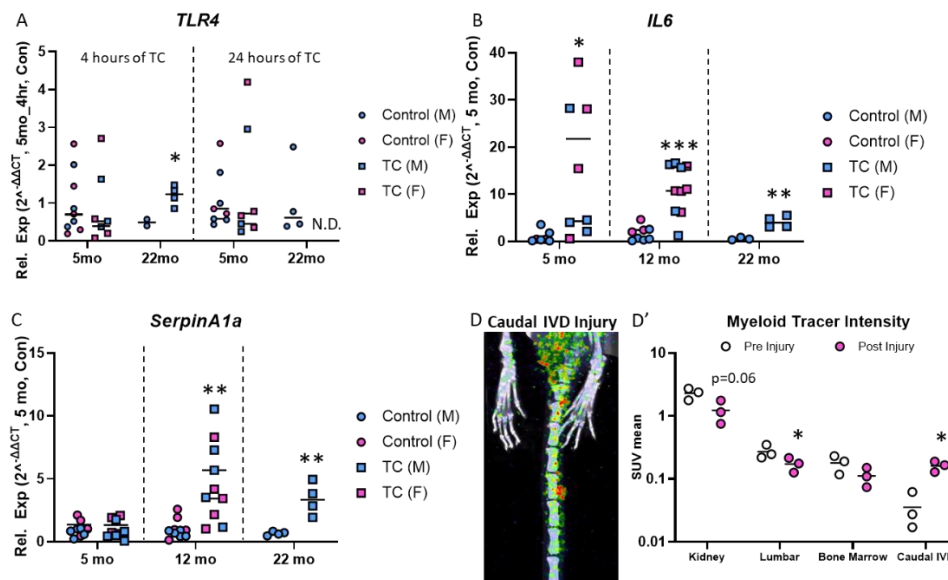 A
TLR4
Rel. Exp (2^-ΔΔCT, 5mo_4hr, Con)
5
4
3
2
1
0
4 hours of TC
24 hours of TC
*
N.D.
5mo
22mo
5mo
22mo
Control (M)
Control (F)
TC (M)
TC (F)
B
IL6
Rel. Exp (2^-ΔΔCT, 5 mo, Con)
40
30
20
10
0
*
***
**
5 mo
12 mo
22 mo
Control (M)
Control (F)
TC (M)
TC (F)
C
SerpinA1a
Rel. Exp (2^-ΔΔCT, 5 mo, Con)
15
10
5
0
**
**
5 mo
12 mo
22 mo
Control (M)
Control (F)
TC (M)
TC (F)
D
Caudal IVD Injury
D'
Myeloid Tracer Intensity
Pre Injury
Post Injury
SUV mean
10
1
0.1
0.01
p=0.06
*
*
Kidney
Lumbar
Bone Marrow
Caudal IVD